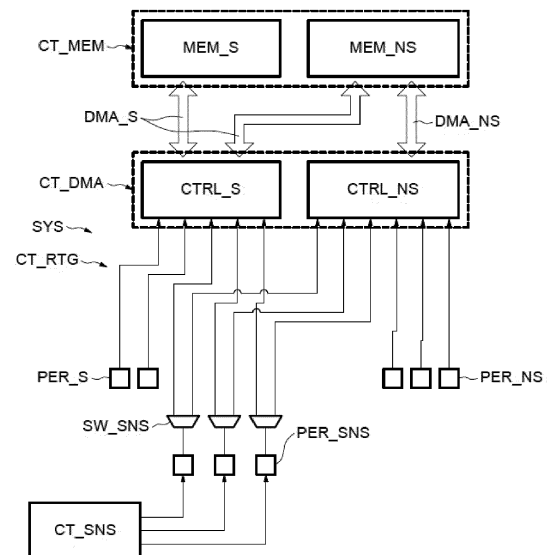 CT_MEM
MEM_S
MEM_NS
DMA_S
DMA_NS
CT_DMA
CTRL_S
CTRL_NS
SYS
CT_RTG
PER_S
PER_NS
SW_SNS
PER_SNS
CT_SNS